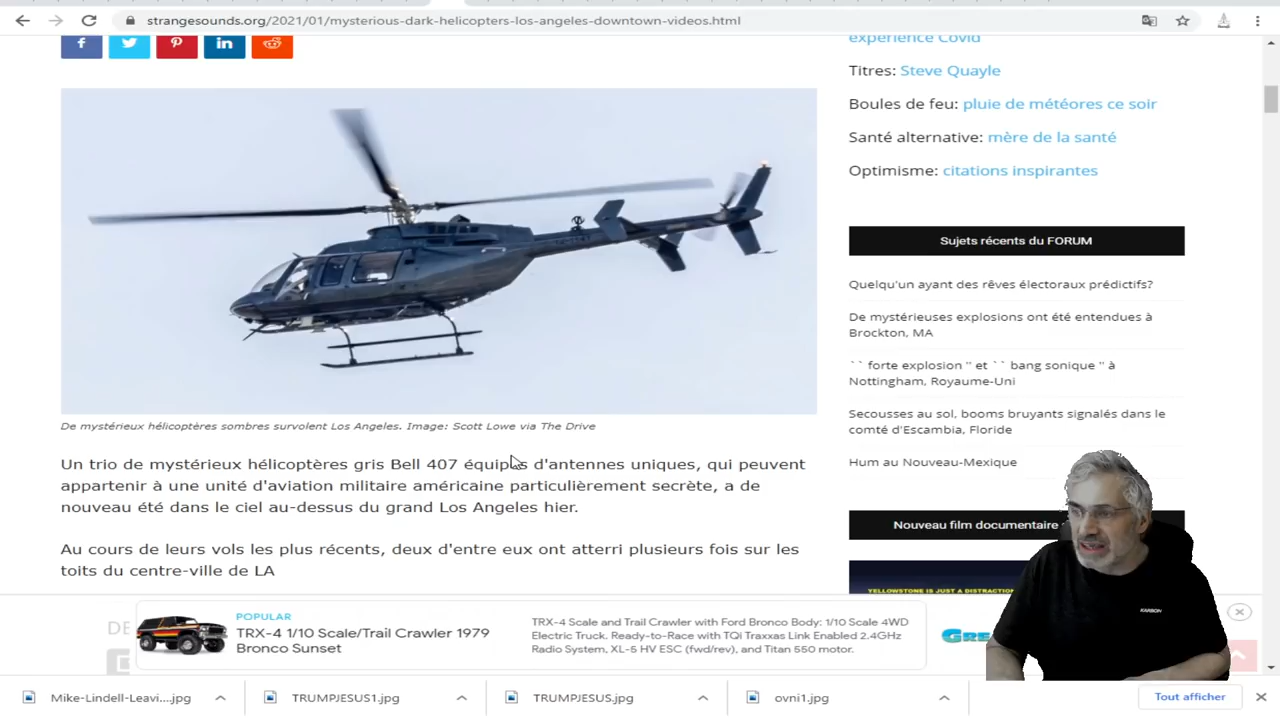 strangesounds.org/2021/01/mysterious-dark-helicopters-los-angeles-downtown-videos.html
De mystérieux hélicoptères sombres survolent Los Angeles. Image: Scott Lowe via The Drive
Un trio de mystérieux hélicoptères gris Bell 407 équipés d'antennes uniques, qui peuvent
appartenir à une unité d'aviation militaire américaine particulièrement secrète, a de
nouveau été dans le ciel au-dessus du grand Los Angeles hier.
Au cours de leurs vols les plus récents, deux d'entre eux ont atterri plusieurs fois sur les
toits du centre-ville de LA
expérience Covid
Titres: Steve Quayle
Boules de feu: pluie de météores ce soir
Santé alternative: mère de la santé
Optimisme: citations inspirantes
Sujets récents du FORUM
Quelqu'un ayant des rêves électoraux prédictifs?
De mystérieuses explosions ont été entendues à
Brockton, MA
`` forte explosion '' et `` bang sonique '' à
Nottingham, Royaume-Uni
Secousses au sol, booms bruyants signalés dans le
comté d'Escambia, Floride
Hum au Nouveau-Mexique
Nouveau film documentaire
YELLOWSTONE IS JUST A DISTRACTION
POPULAR
TRX-4 1/10 Scale/Trail Crawler 1979
Bronco Sunset
TRX-4 Scale and Trail Crawler with Ford Bronco Body: 1/10 Scale 4WD
Electric Truck. Ready-to-Race with TQi Traxxas Link Enabled 2.4GHz
Radio System, XL-5 HV ESC (fwd/rev), and Titan 550 motor.
KARBON
Mike-Lindell-Leavi....jpg
TRUMPJESUS1.jpg
TRUMPJESUS.jpg
ovni1.jpg
Tout afficher